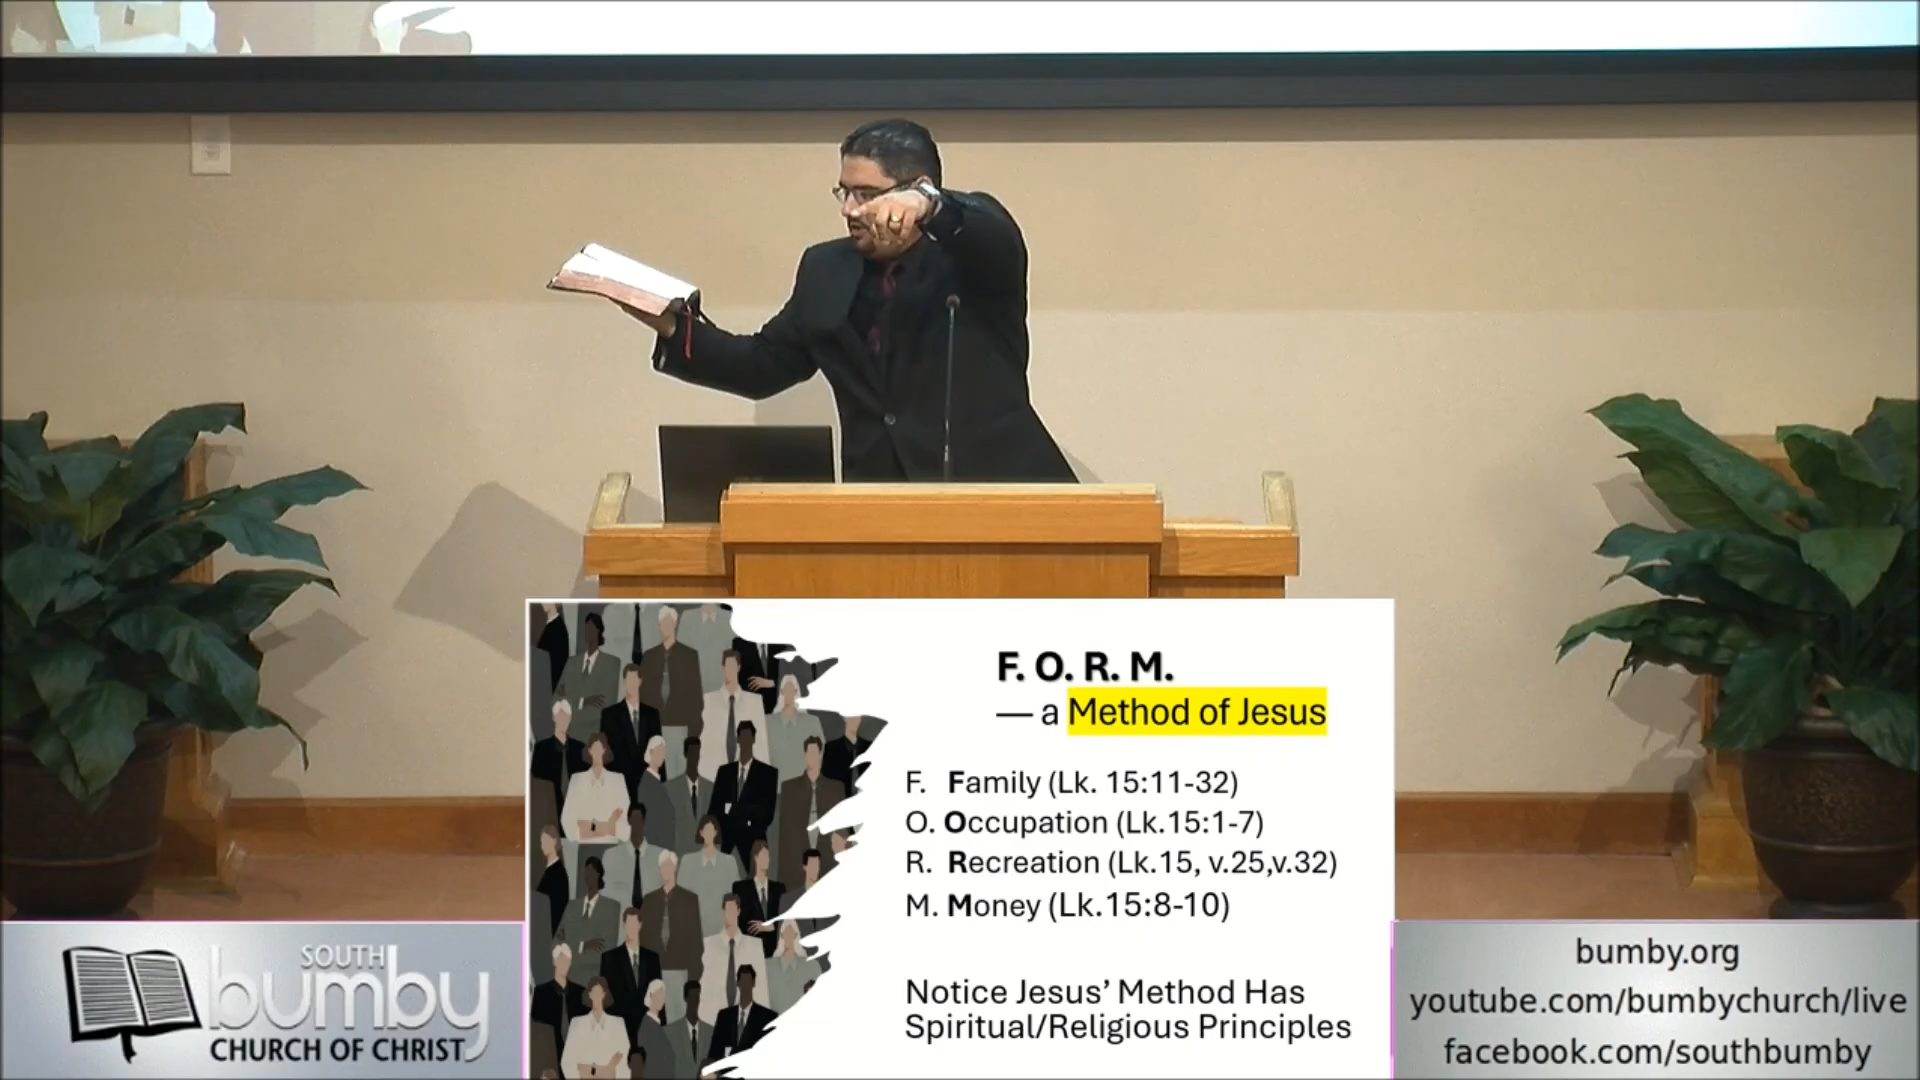 F. O. R. M.
— a Method of Jesus
F. Family (Lk. 15:11-32)
O. Occupation (Lk.15:1-7)
R. Recreation (Lk.15, v.25,v.32)
M. Money (Lk.15:8-10)
Notice Jesus’ Method Has
Spiritual/Religious Principles
SOUTH
bumby
CHURCH OF CHRIST
bumby.org
youtube.com/bumbychurch/live
facebook.com/southbumby